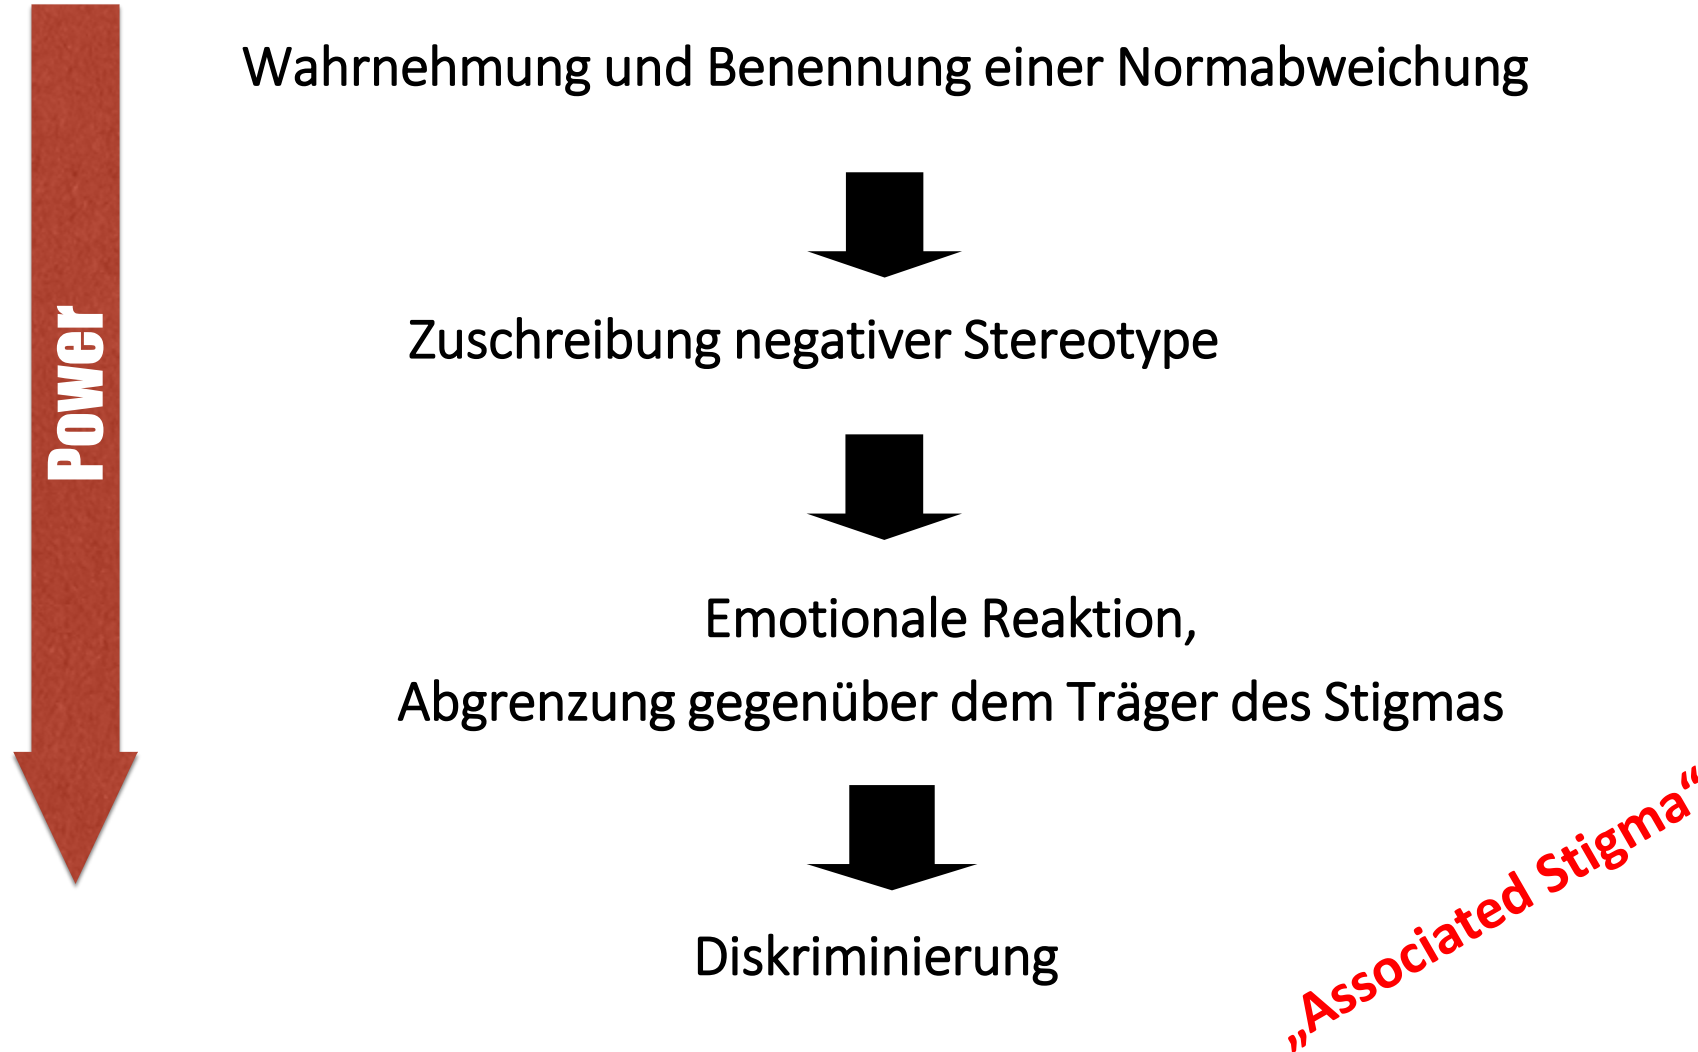 Wahrnehmung und Benennung einer Normabweichung
Power
Zuschreibung negativer Stereotype
Emotionale Reaktion,
Abgrenzung gegenüber dem Träger des Stigmas
Diskriminierung
„Associated Stigma“